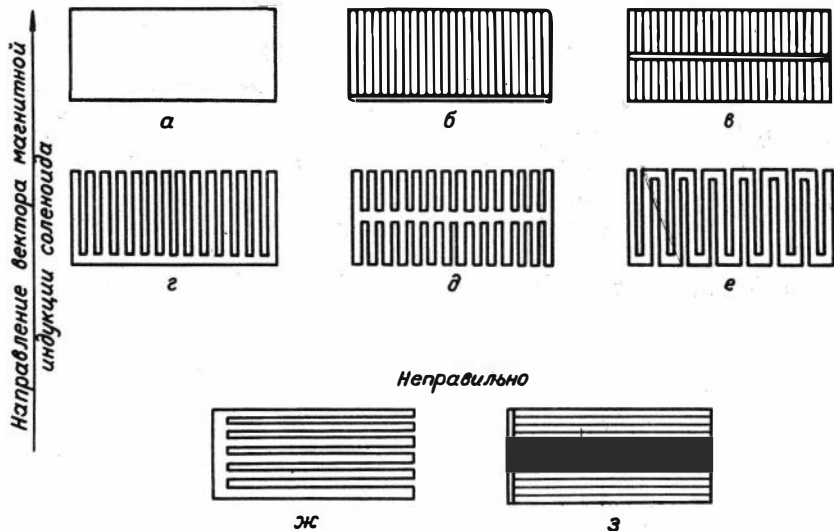 Направление вектора магнитной
индукции соленоида
а
б
в
г
д
е
Неправильно
ж
з